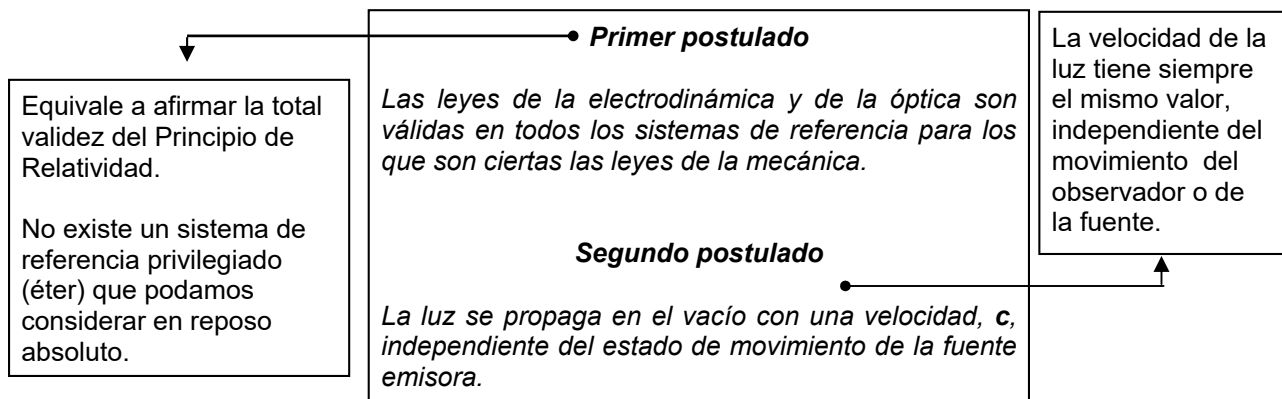 Equivale a afirmar la total
validez del Principio de
Relatividad.
No existe un sistema de
referencia privilegiado
(éter) que podamos
considerar en reposo
absoluto.
Primer postulado
Las leyes de la electrodinámica y de la óptica son
válidas en todos los sistemas de referencia para los
que son ciertas las leyes de la mecánica.
Segundo postulado
La luz se propaga en el vacío con una velocidad, c,
independiente del estado de movimiento de la fuente
emisora.
La velocidad de la
luz tiene siempre
el mismo valor,
independiente del
movimiento del
observador o de
la fuente.